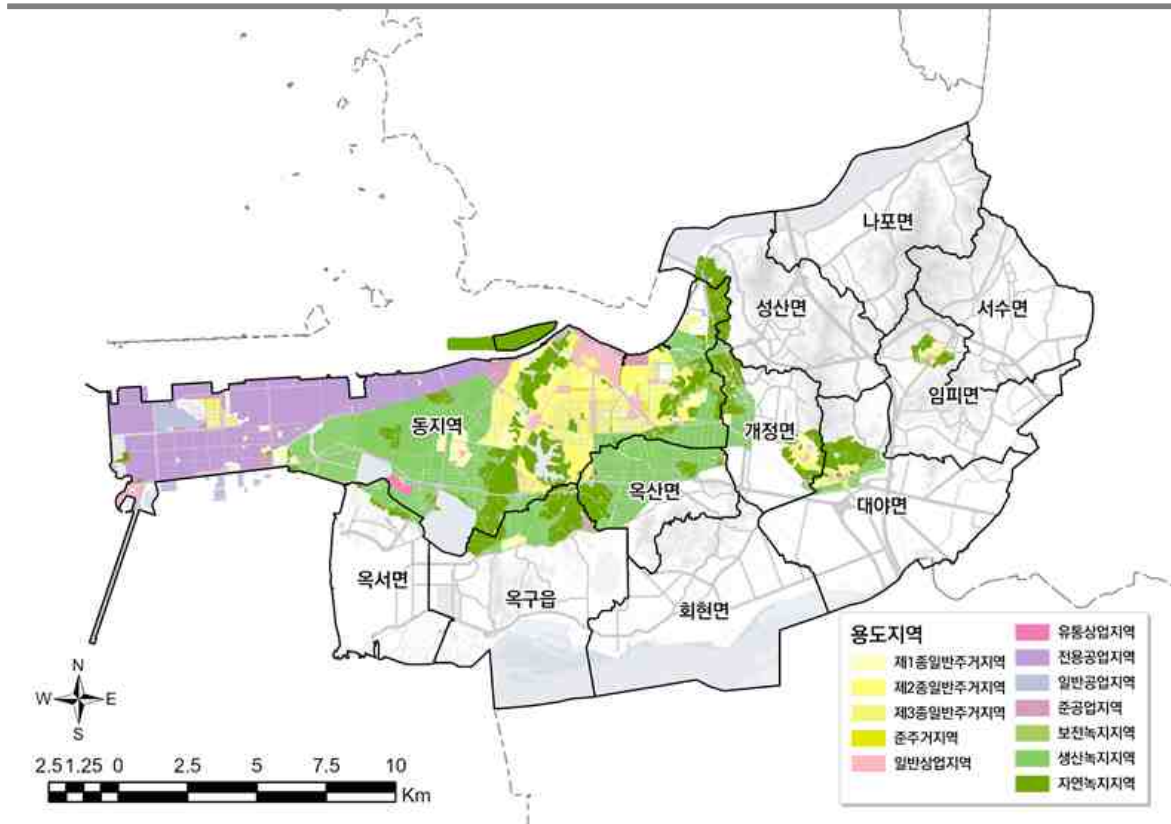 나포면
성산면
서수면
임피면
동지역
개정면
옥산면
대야면
옥서면
옥구읍
회현면
용도지역
제1종일반주거지역
제2종일반주거지역
제3종일반주거지역
준주거지역
일반상업지역
유통상업지역
전용공업지역
일반공업지역
준공업지역
보전녹지지역
생산녹지지역
자연녹지지역
N
W E
S
2.5 1.25 0 2.5 5 7.5 10
Km